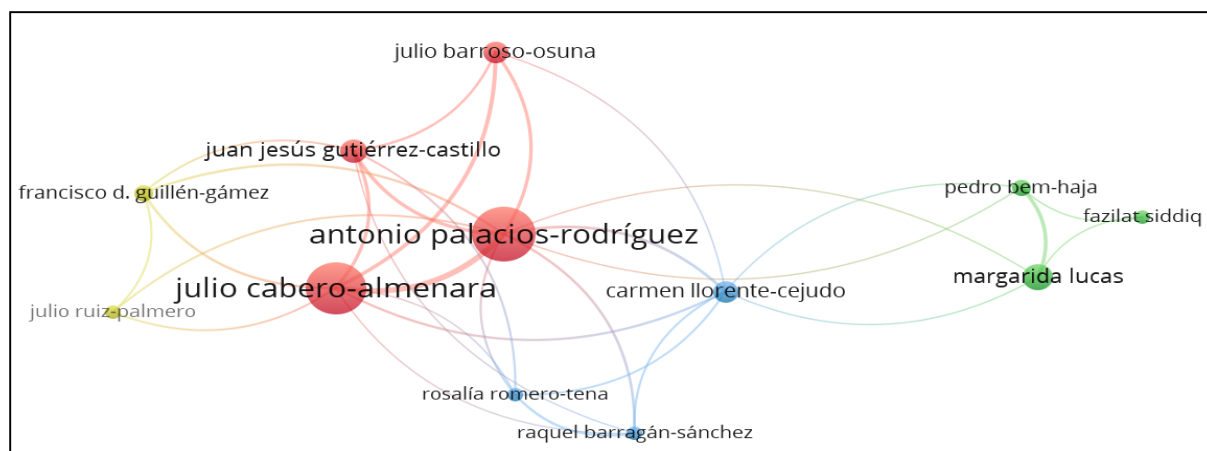 julio barroso-osuna
juan jesús gutiérrez-castillo
francisco d. guillén-gámez
pedro bem-haja
fazilat siddiq
antonio palacios-rodríguez
margarida lucas
julio cabero-almenara
carmen llorente-cejudo
julio ruiz-palmero
rosalía romero-tena
raquel barragán-sánchez